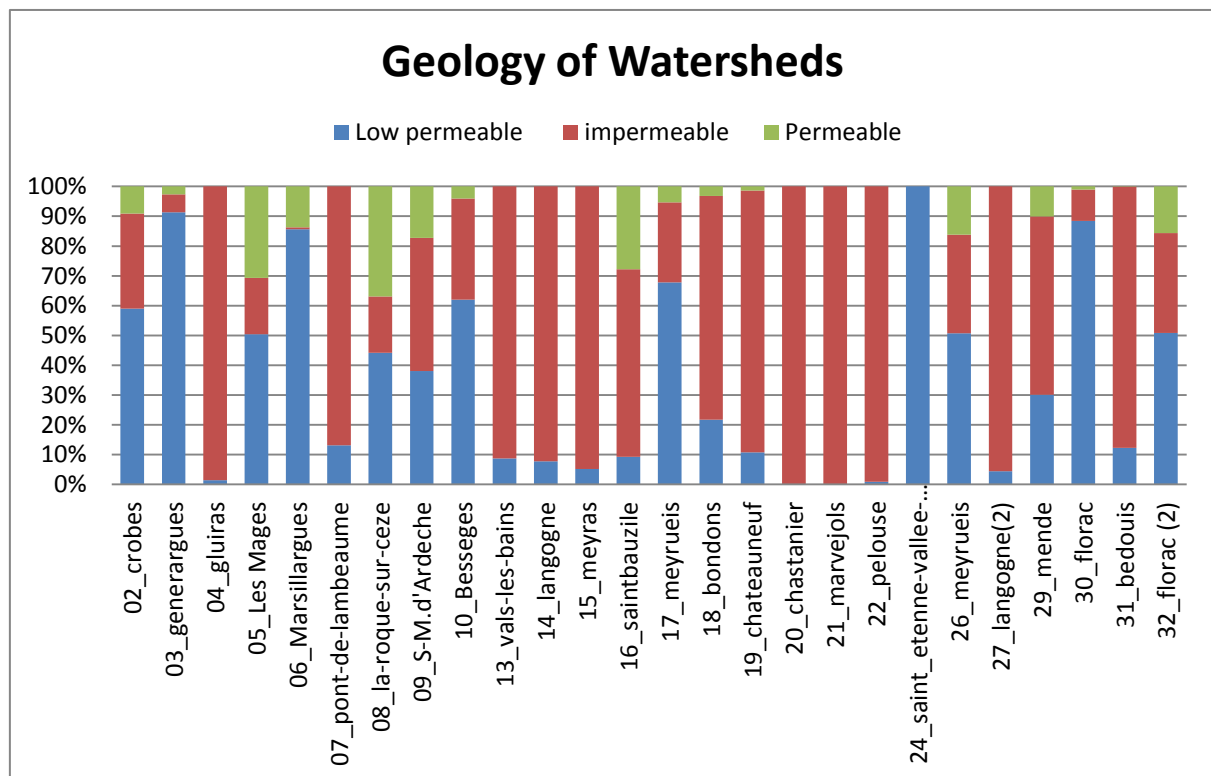 Geology of Watersheds
Low permeable impermeable Permeable
100%
90%
80%
70%
60%
50%
40%
30%
20%
10%
0%
02_crobes
03_generargues
04_gluiras
05_Les Mages
06_Marsillargues
07_pont-de-lambeaume
08_la-roque-sur-ceze
09_S-M.d'Ardeche
10_Besseges
13_vals-les-bains
14_langogne
15_meyras
16_saintbauzile
17_meyrueis
18_bondons
19_chateauneuf
20_chastanier
21_marvejols
22_pelouse
24_saint_etenne-vallee-...
26_meyrueis
27_langogne(2)
29_mende
30_florac
31_bedouis
32_florac (2)